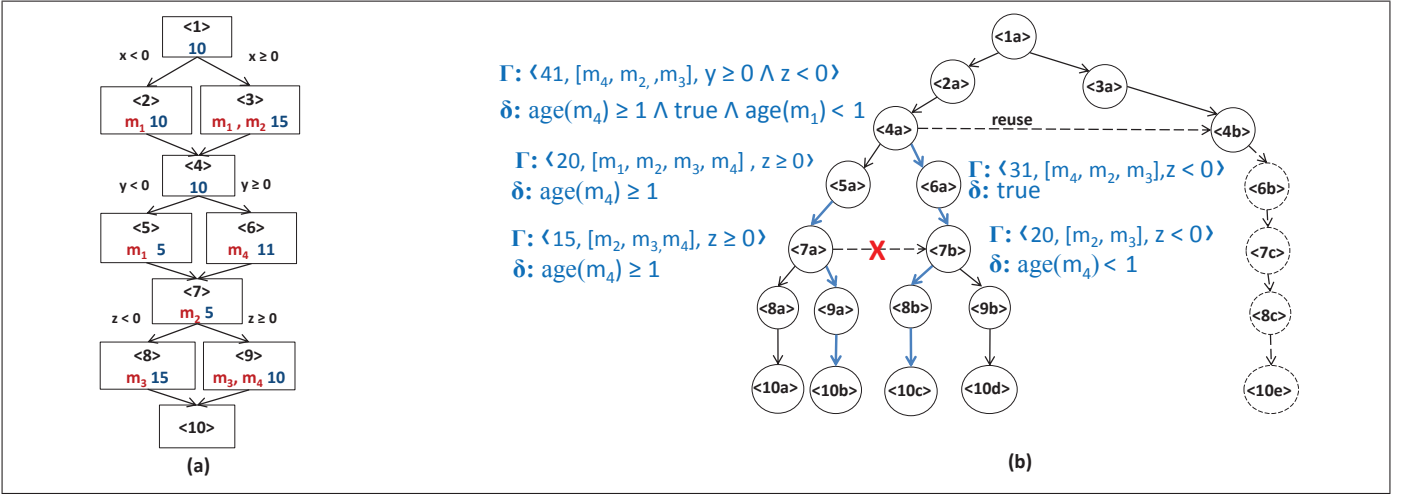 <1>
10
x < 0
x ≥ 0
<2>
m₁ 10
<3>
m₁ , m₂ 15
<4>
10
y < 0
y ≥ 0
<5>
m₁ 5
<6>
m₄ 11
<7>
m₂ 5
z < 0
z ≥ 0
<8>
m₃ 15
<9>
m₃, m₄ 10
<10>
(a)
<1a>
<2a>
<3a>
Γ: ⟨41, [m₄, m₂, ,m₃], y ≥ 0 Λ z < 0⟩
δ: age(m₄) ≥ 1 Λ true Λ age(m₁) < 1
<4a>
reuse
<4b>
Γ: ⟨20, [m₁, m₂, m₃, m₄] , z ≥ 0⟩
δ: age(m₄) ≥ 1
<5a>
<6a>
Γ: ⟨31, [m₄, m₂, m₃],z < 0⟩
δ: true
<6b>
Γ: ⟨15, [m₂, m₃,m₄], z ≥ 0⟩
δ: age(m₄) ≥ 1
<7a>
X
<7b>
Γ: ⟨20, [m₂, m₃], z < 0⟩
δ: age(m₄) < 1
<7c>
<8a>
<9a>
<8b>
<9b>
<8c>
<10a>
<10b>
<10c>
<10d>
<10e>
(b)